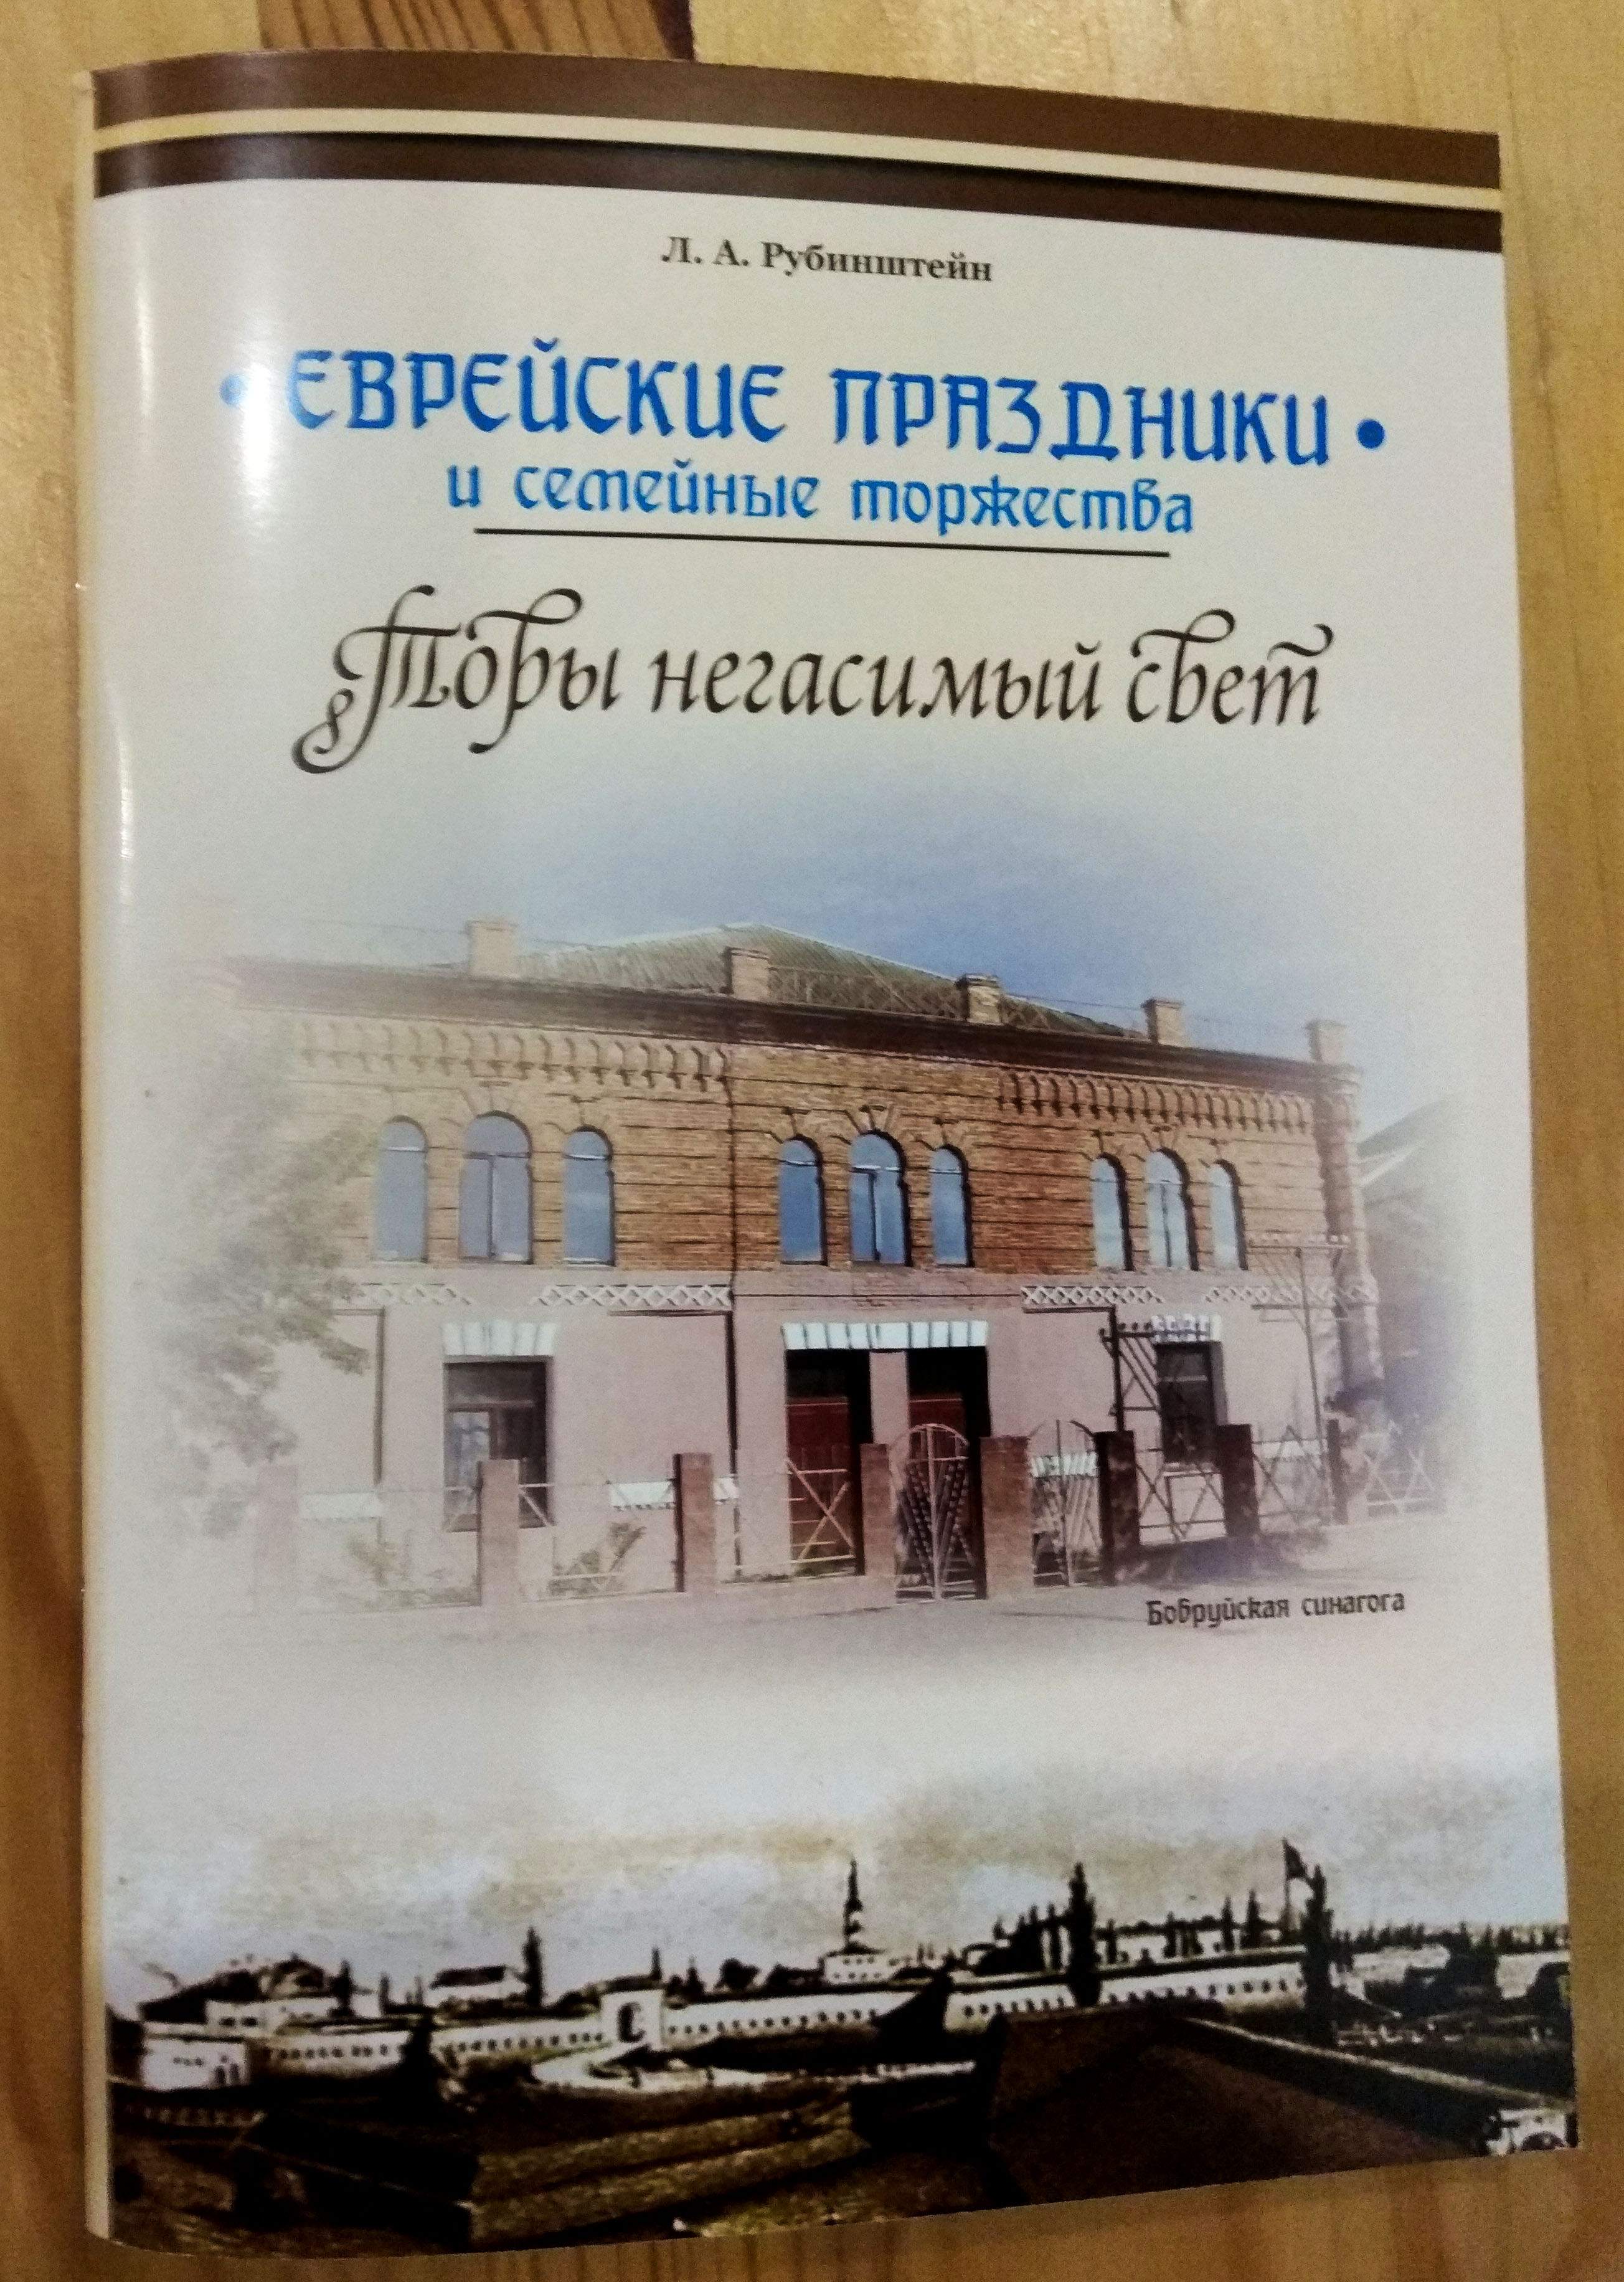 Л. А. Рубинштейн
• ЕВРЕЙСКИЕ ПРАЗДНИКИ •
и семейные торжества
Торы негасимый свет
Бобруйская синагога